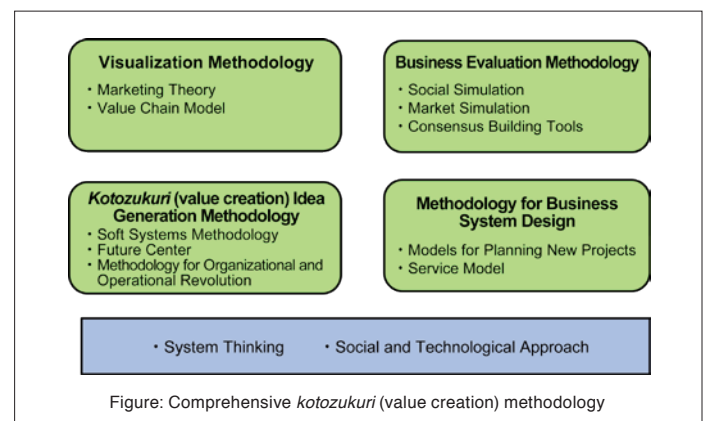 Visualization Methodology
・Marketing Theory
・Value Chain Model
Business Evaluation Methodology
・Social Simulation
・Market Simulation
・Consensus Building Tools
Kotozukuri (value creation) Idea
Generation Methodology
・Soft Systems Methodology
・Future Center
・Methodology for Organizational and
Operational Revolution
Methodology for Business
System Design
・Models for Planning New Projects
・Service Model
・System Thinking ・Social and Technological Approach
Figure: Comprehensive kotozukuri (value creation) methodology